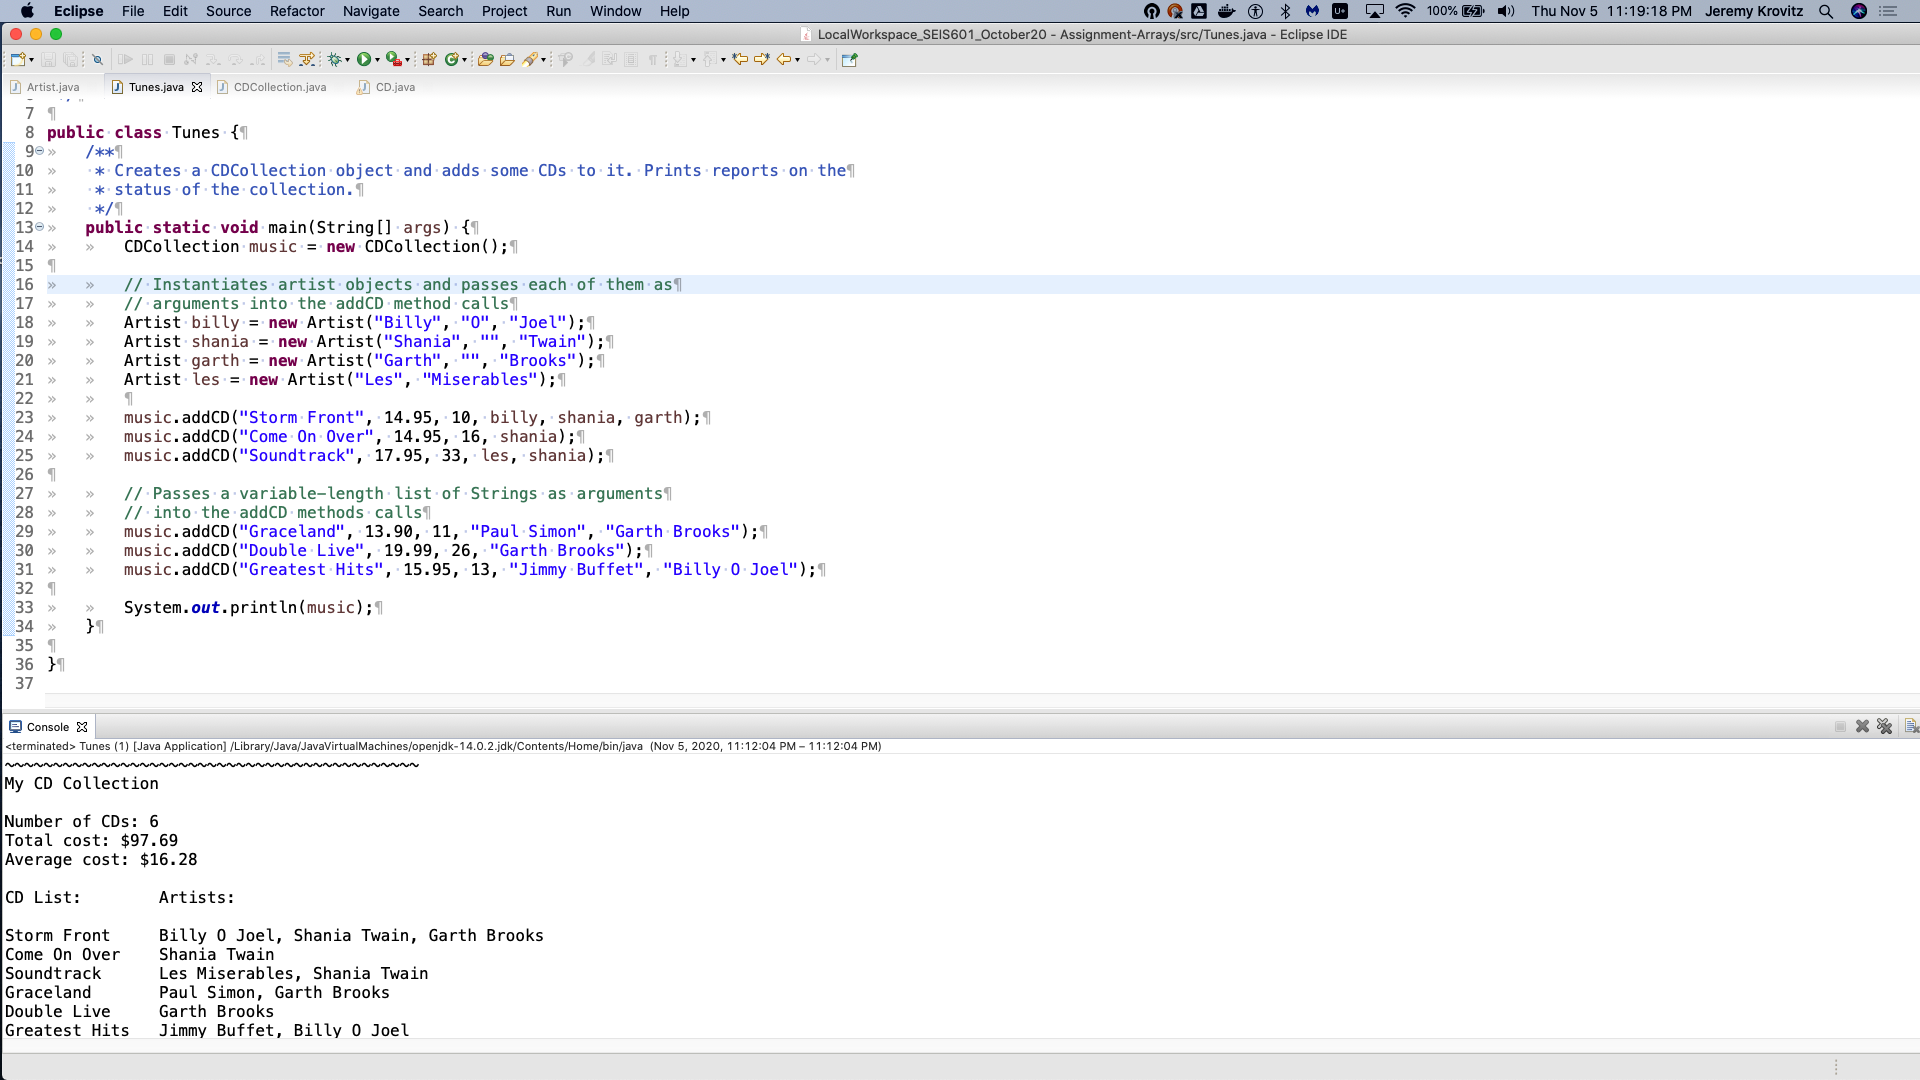 Eclipse File Edit Source Refactor Navigate Search Project Run Window Help 100% Thu Nov 5 11:19:18 PM Jeremy Krovitz
LocalWorkspace_SEIS601_October20 - Assignment-Arrays/src/Tunes.java - Eclipse IDE
Artist.java Tunes.java CDCollection.java CD.java
7
8 public class Tunes {
9 /**
10 * Creates a CDCollection object and adds some CDs to it. Prints reports on the
11 * status of the collection.
12 */
13 public static void main(String[] args) {
14 CDCollection music = new CDCollection();
15
16 // Instantiates artist objects and passes each of them as
17 // arguments into the addCD method calls
18 Artist billy = new Artist("Billy", "O", "Joel");
19 Artist shania = new Artist("Shania", "", "Twain");
20 Artist garth = new Artist("Garth", "", "Brooks");
21 Artist les = new Artist("Les", "Miserables");
22
23 music.addCD("Storm Front", 14.95, 10, billy, shania, garth);
24 music.addCD("Come On Over", 14.95, 16, shania);
25 music.addCD("Soundtrack", 17.95, 33, les, shania);
26
27 // Passes a variable-length list of Strings as arguments
28 // into the addCD methods calls
29 music.addCD("Graceland", 13.90, 11, "Paul Simon", "Garth Brooks");
30 music.addCD("Double Live", 19.99, 26, "Garth Brooks");
31 music.addCD("Greatest Hits", 15.95, 13, "Jimmy Buffet", "Billy O Joel");
32
33 System.out.println(music);
34 }
35
36 }
37
Console
<terminated> Tunes (1) [Java Application] /Library/Java/JavaVirtualMachines/openjdk-14.0.2.jdk/Contents/Home/bin/java (Nov 5, 2020, 11:12:04 PM – 11:12:04 PM)
~~~~~~~~~~~~~~~~~~~~~~~~~~~~~~~~~~~~~~~~~~~
My CD Collection
Number of CDs: 6
Total cost: $97.69
Average cost: $16.28
CD List: Artists:
Storm Front Billy O Joel, Shania Twain, Garth Brooks
Come On Over Shania Twain
Soundtrack Les Miserables, Shania Twain
Graceland Paul Simon, Garth Brooks
Double Live Garth Brooks
Greatest Hits Jimmy Buffet, Billy O Joel